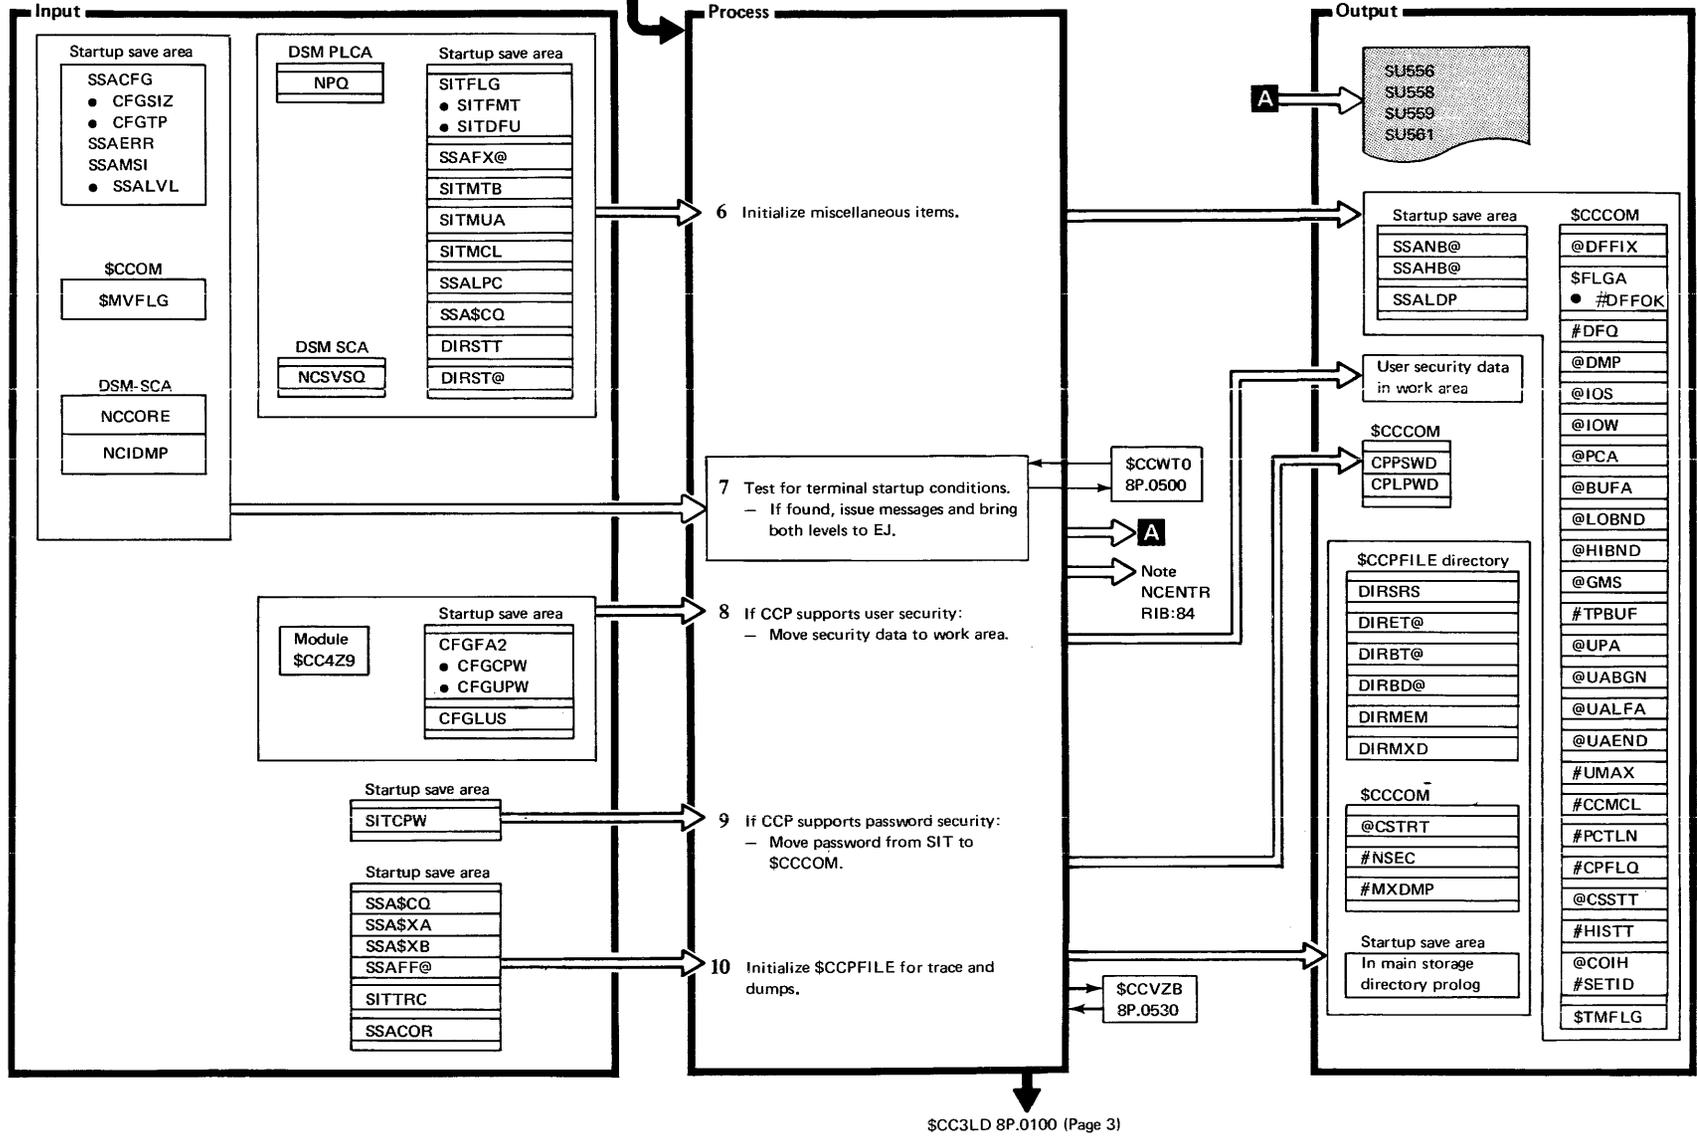 Input
Startup save area
SSACFG
• CFGSIZ
• CFGTP
SSAERR
SSAMSI
• SSALVL
$CCOM
$MVFLG
DSM-SCA
NCCORE
NCIDMP
DSM PLCA
NPQ
DSM SCA
NCSVSQ
Startup save area
SITFLG
• SITFMT
• SITDFU
SSAFX@
SITMTB
SITMUA
SITMCL
SSALPC
SSA$CQ
DIRSTT
DIRST@
Module
$CC4Z9
Startup save area
CFGFA2
• CFGCPW
• CFGUPW
CFGLUS
Startup save area
SITCPW
Startup save area
SSA$CQ
SSA$XA
SSA$XB
SSAFF@
SITTRC
SSACOR
Process
6 Initialize miscellaneous items.
7 Test for terminal startup conditions.
— If found, issue messages and bring
both levels to EJ.
8 If CCP supports user security:
— Move security data to work area.
9 If CCP supports password security:
— Move password from SIT to
$CCCOM.
10 Initialize $CCPFILE for trace and
dumps.
$CCWT0
8P.0500
A
Note
NCENTR
RIB:84
$CCVZB
8P.0530
Output
A
SU556
SU558
SU559
SU561
Startup save area
SSANB@
SSAHB@
SSALDP
User security data
in work area
$CCCOM
CPPSWD
CPLPWD
$CCPFILE directory
DIRSRS
DIRET@
DIRBT@
DIRBD@
DIRMEM
DIRMXD
$CCCOM
@CSTRT
#NSEC
#MXDMP
Startup save area
In main storage
directory prolog
$CCCOM
@DFFIX
$FLGA
• #DFFOK
#DFQ
@DMP
@IOS
@IOW
@PCA
@BUFA
@LOBND
@HIBND
@GMS
#TPBUF
@UPA
@UABGN
@UALFA
@UAEND
#UMAX
#CCMCL
#PCTLN
#CPFLQ
@CSSTT
#HISTT
@COIH
#SETID
$TMFLG
$CC3LD 8P.0100 (Page 3)